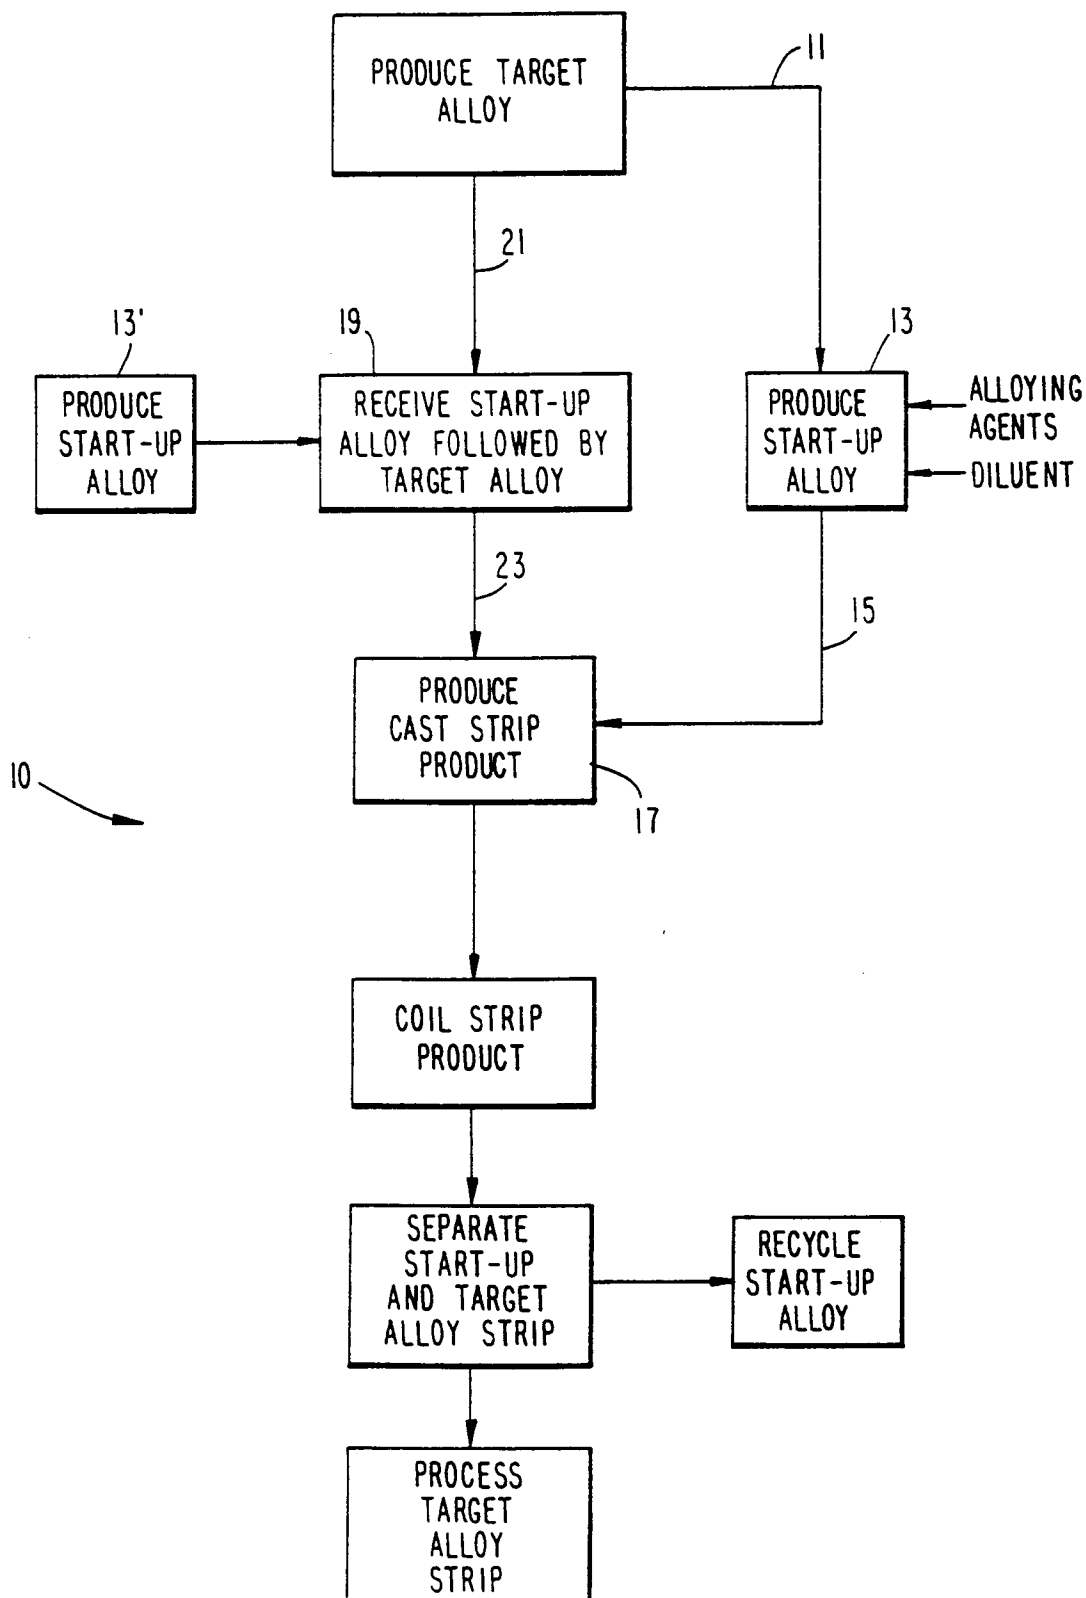 11
PRODUCE TARGET
ALLOY
21
13'
19
13
PRODUCE
START-UP
ALLOY
RECEIVE START-UP
ALLOY FOLLOWED BY
TARGET ALLOY
PRODUCE
START-UP
ALLOY
ALLOYING
AGENTS
DILUENT
23
15
PRODUCE
CAST STRIP
PRODUCT
10
17
COIL STRIP
PRODUCT
SEPARATE
START-UP
AND TARGET
ALLOY STRIP
RECYCLE
START-UP
ALLOY
PROCESS
TARGET
ALLOY
STRIP